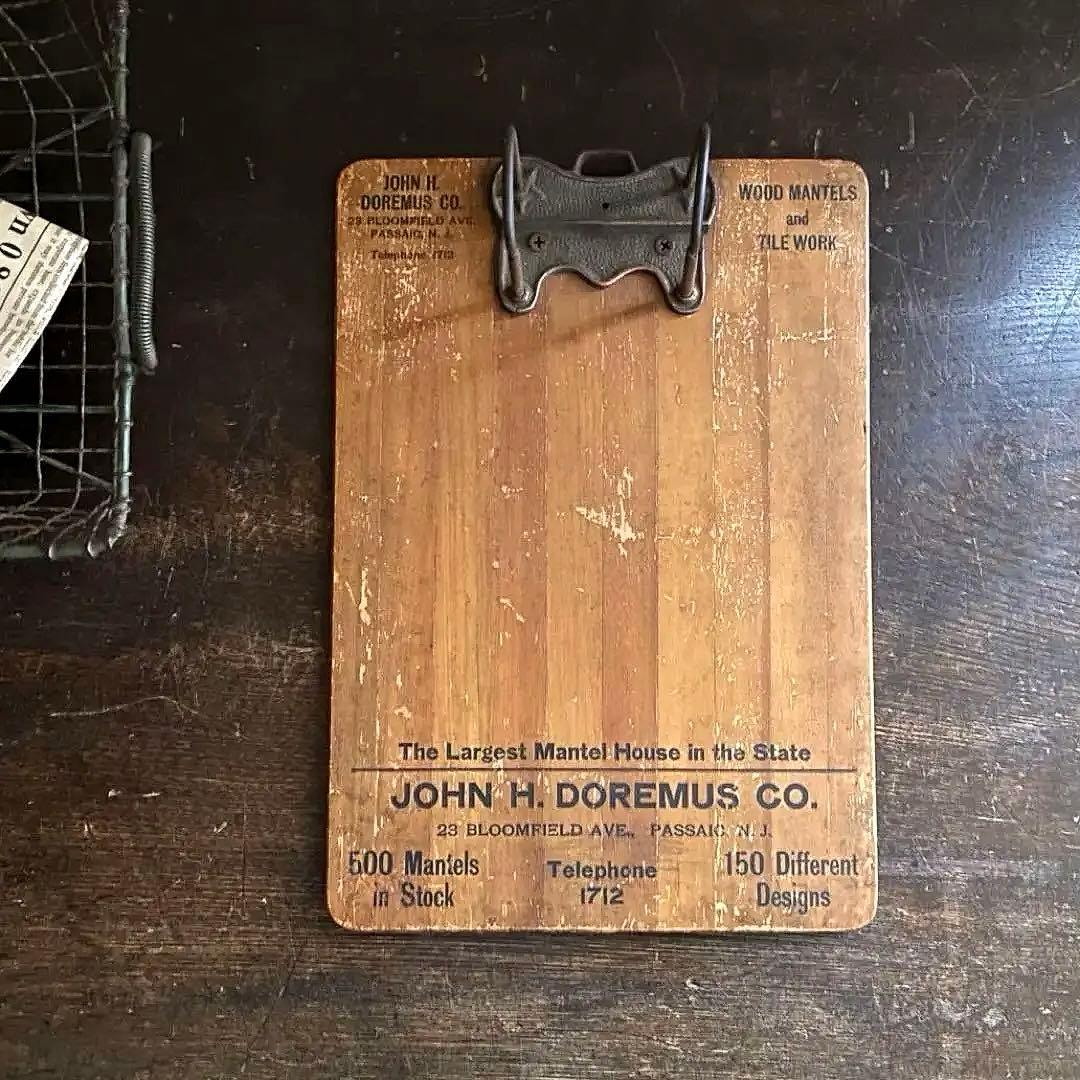 JOHN H.
DOREMUS CO.
23 BLOOMFIELD AVE.
PASSAIC, N. J.
Telephone 1712
WOOD MANTELS
and
TILE WORK
The Largest Mantel House in the State
JOHN H. DOREMUS CO.
23 BLOOMFIELD AVE., PASSAIC, N. J.
500 Mantels
in Stock
Telephone
1712
150 Different
Designs